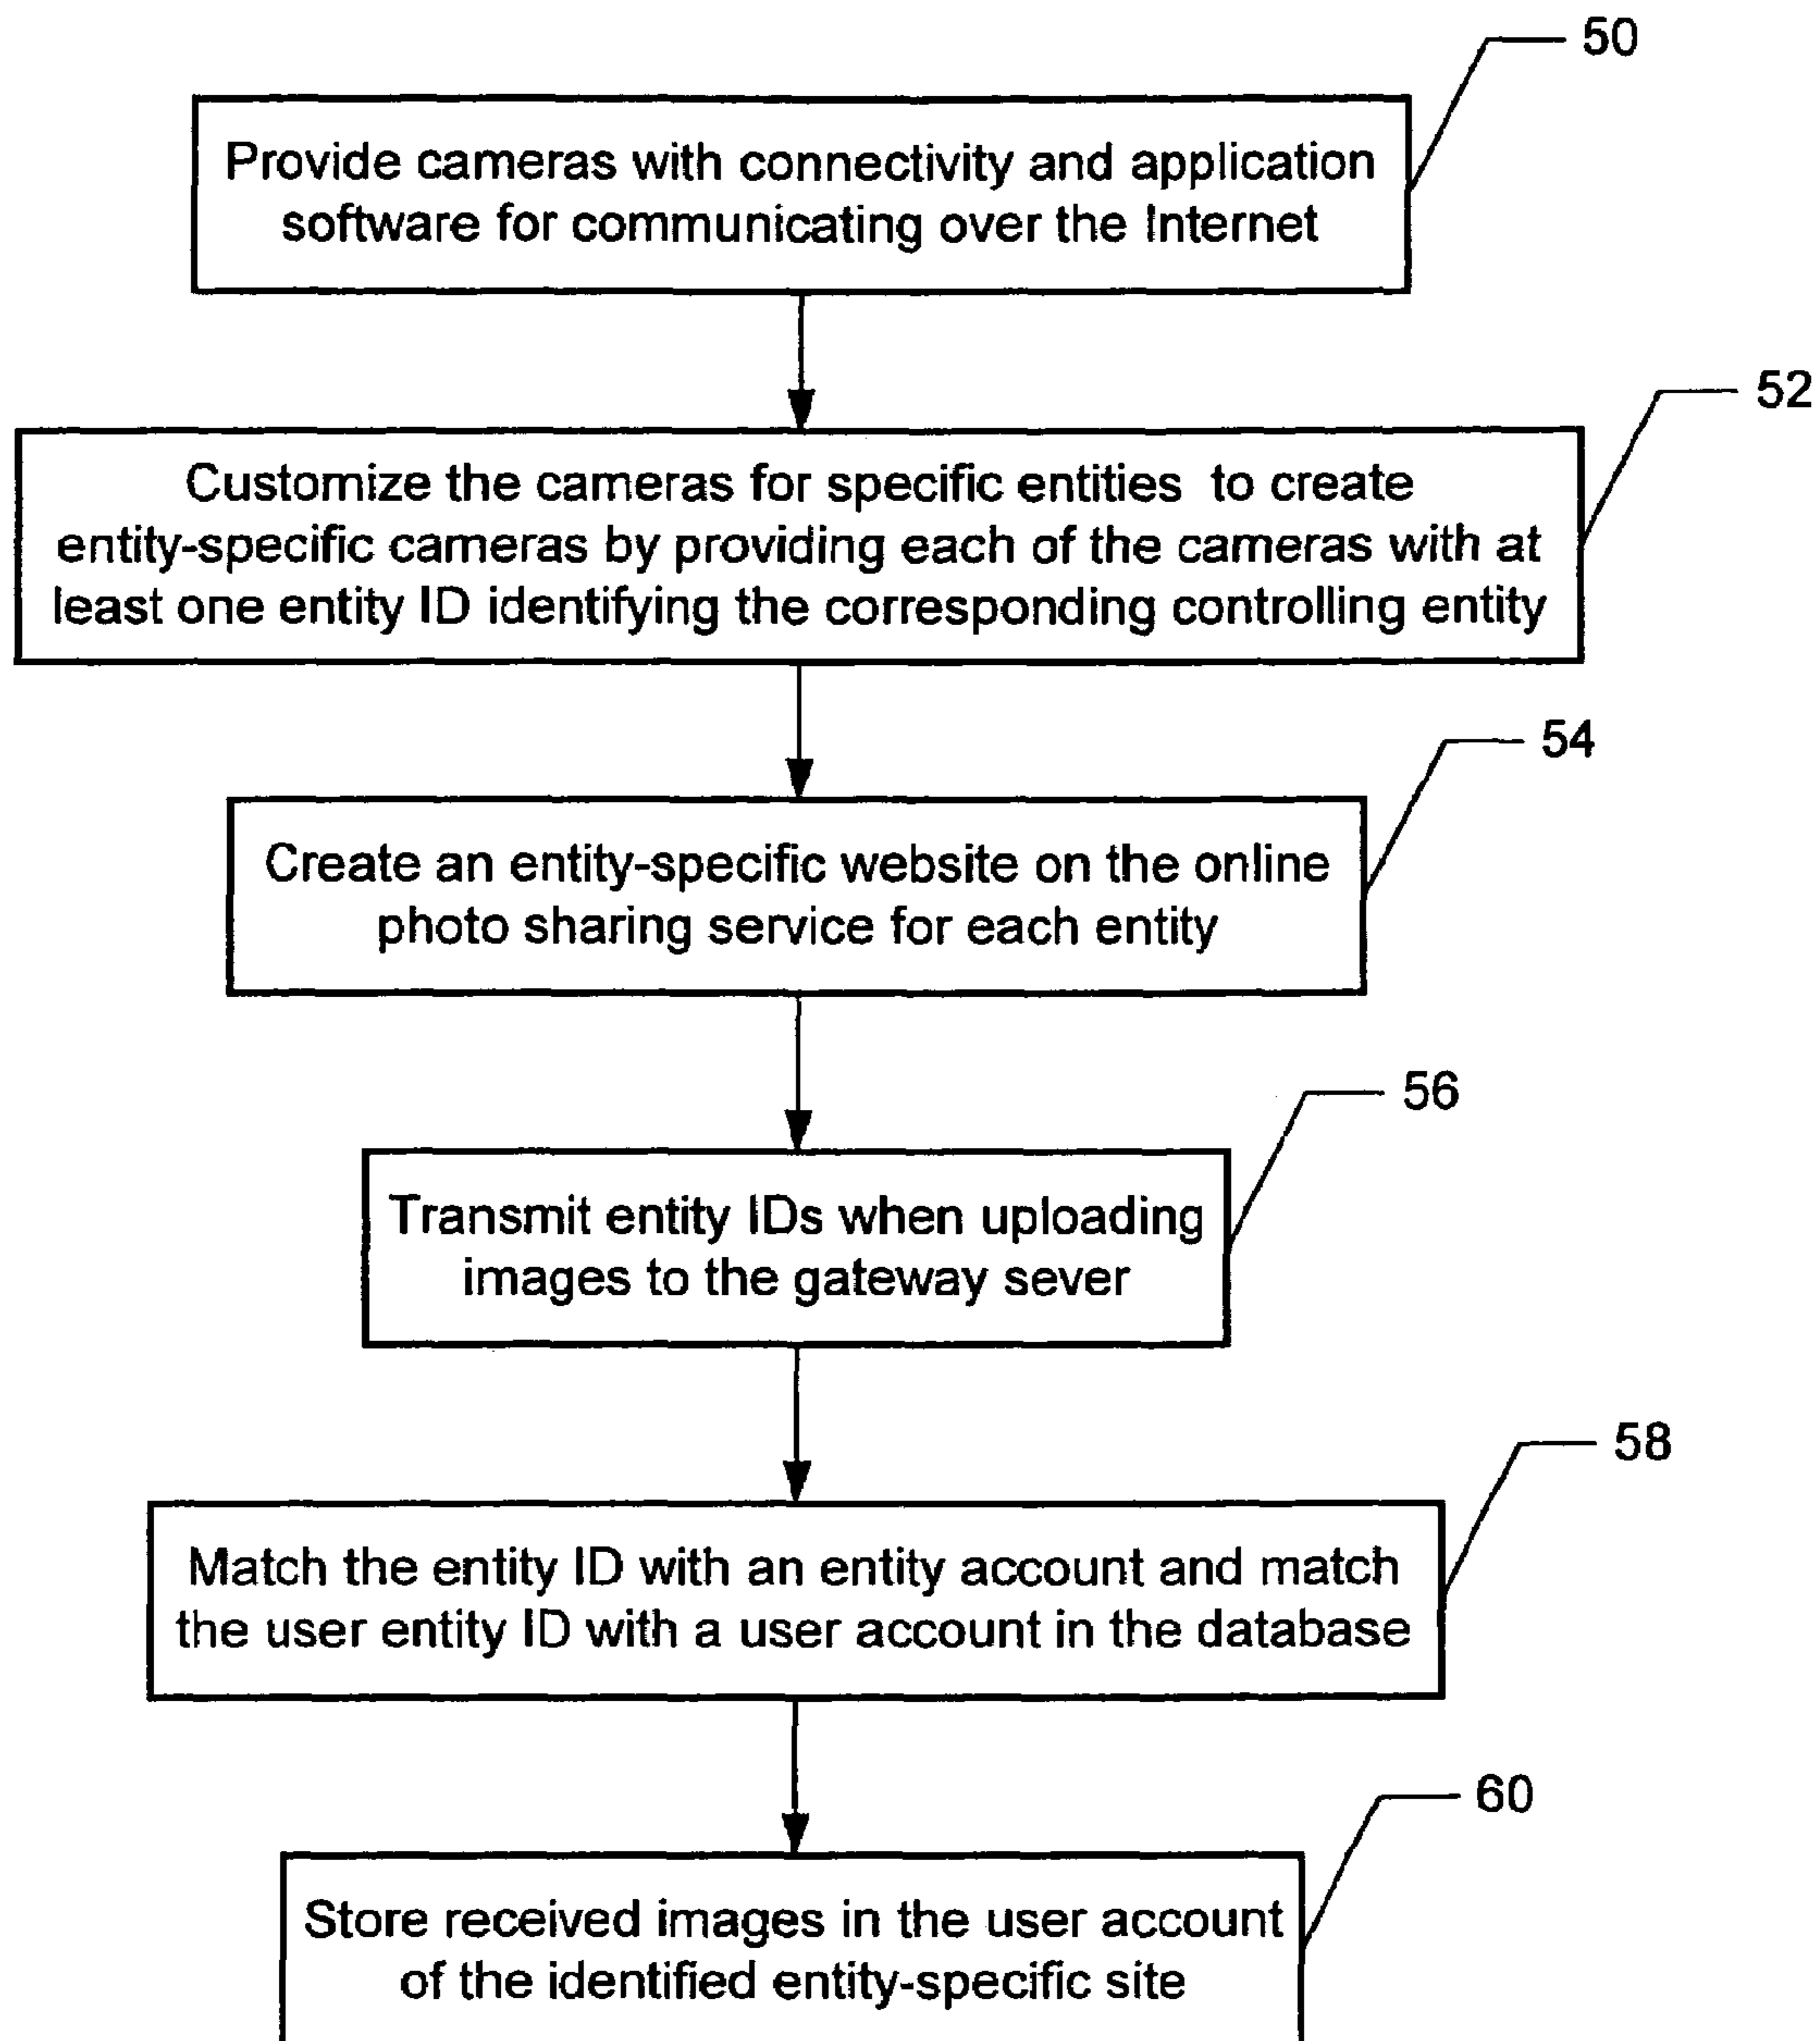 50
Provide cameras with connectivity and application
software for communicating over the Internet
52
Customize the cameras for specific entities to create
entity-specific cameras by providing each of the cameras with at
least one entity ID identifying the corresponding controlling entity
54
Create an entity-specific website on the online
photo sharing service for each entity
56
Transmit entity IDs when uploading
images to the gateway sever
58
Match the entity ID with an entity account and match
the user entity ID with a user account in the database
60
Store received images in the user account
of the identified entity-specific site